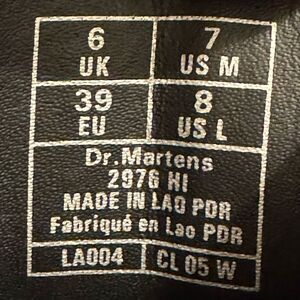 6 7
UK US M
39 8
EU US L
Dr.Martens
2976 HI
MADE IN LAO PDR
Fabriqué en Lao PDR
LA004 CL 05 W